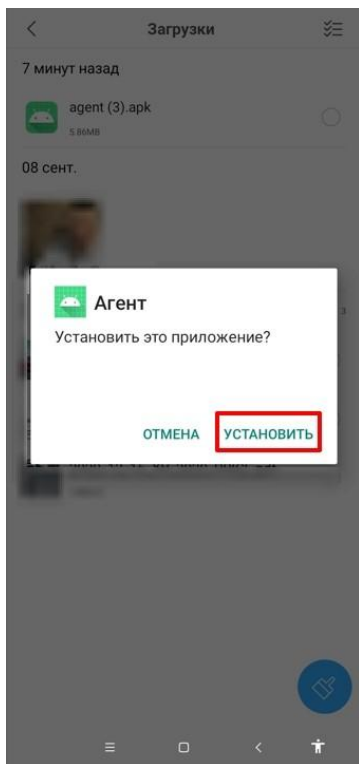 Загрузки
7 минут назад
agent (3).apk
5.86MB
08 сент.
Агент
Установить это приложение?
ОТМЕНА
УСТАНОВИТЬ